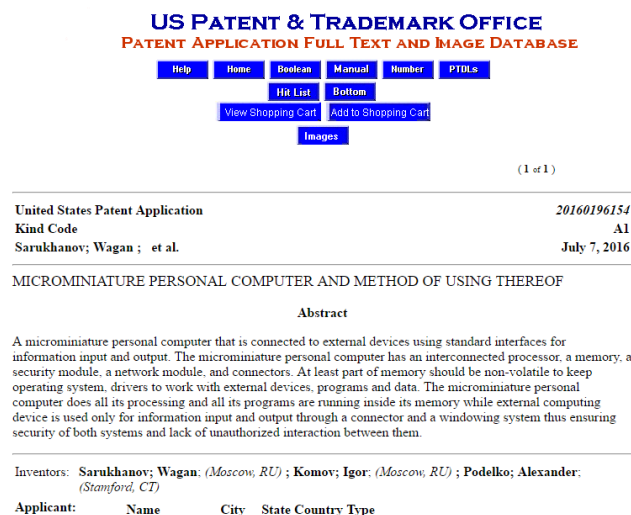 US PATENT & TRADEMARK OFFICE
PATENT APPLICATION FULL TEXT AND IMAGE DATABASE
Help Home Boolean Manual Number PTDLs
Hit List Bottom
View Shopping Cart Add to Shopping Cart
Images
( 1 of 1 )
United States Patent Application 20160196154
Kind Code A1
Sarukhanov; Wagan ; et al. July 7, 2016
MICROMINIATURE PERSONAL COMPUTER AND METHOD OF USING THEREOF
Abstract
A microminiature personal computer that is connected to external devices using standard interfaces for
information input and output. The microminiature personal computer has an interconnected processor, a memory, a
security module, a network module, and connectors. At least part of memory should be non-volatile to keep
operating system, drivers to work with external devices, programs and data. The microminiature personal
computer does all its processing and all its programs are running inside its memory while external computing
device is used only for information input and output through a connector and a windowing system thus ensuring
security of both systems and lack of unauthorized interaction between them.
Inventors: Sarukhanov; Wagan; (Moscow, RU) ; Komov; Igor; (Moscow, RU) ; Podelko; Alexander;
(Stamford, CT)
Applicant: Name City State Country Type